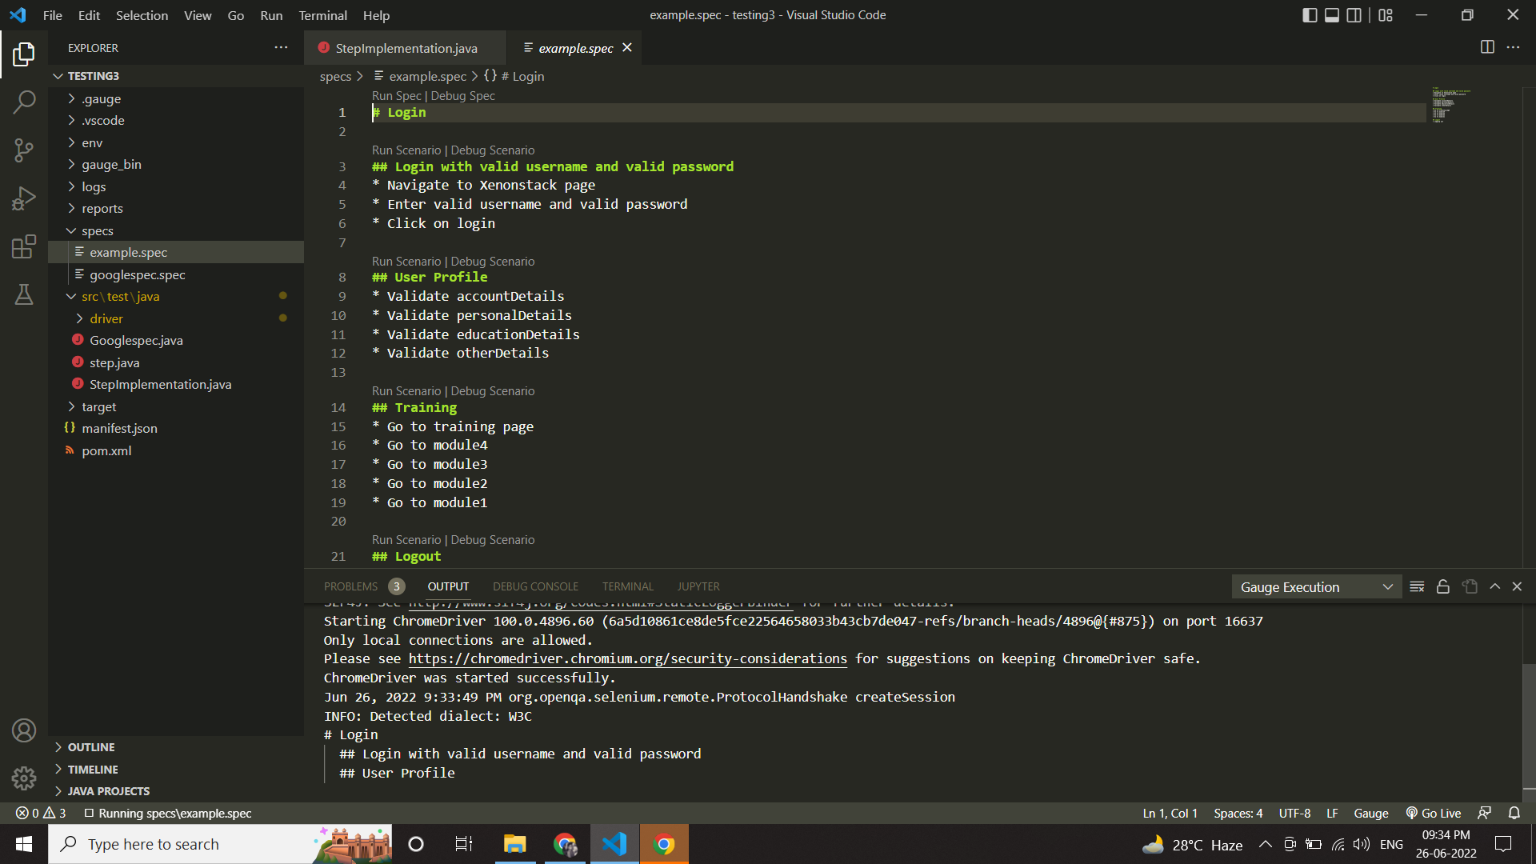 File Edit Selection View Go Run Terminal Help
example.spec - testing3 - Visual Studio Code
EXPLORER
TESTING3
.gauge
.vscode
env
gauge_bin
logs
reports
specs
example.spec
googlespec.spec
src\test\java
driver
Googlespec.java
step.java
StepImplementation.java
target
manifest.json
pom.xml
OUTLINE
TIMELINE
JAVA PROJECTS
StepImplementation.java
example.spec
specs > example.spec > {} # Login
Run Spec | Debug Spec
1 # Login
2
Run Scenario | Debug Scenario
3 ## Login with valid username and valid password
4 * Navigate to Xenonstack page
5 * Enter valid username and valid password
6 * Click on login
7
Run Scenario | Debug Scenario
8 ## User Profile
9 * Validate accountDetails
10 * Validate personalDetails
11 * Validate educationDetails
12 * Validate otherDetails
13
Run Scenario | Debug Scenario
14 ## Training
15 * Go to training page
16 * Go to module4
17 * Go to module3
18 * Go to module2
19 * Go to module1
20
Run Scenario | Debug Scenario
21 ## Logout
PROBLEMS 3 OUTPUT DEBUG CONSOLE TERMINAL JUPYTER
Gauge Execution
SLF4J: See http://www.slf4j.org/codes.html#StaticLoggerBinder for further details.
Starting ChromeDriver 100.0.4896.60 (6a5d10861ce8de5fce22564658033b43cb7de047-refs/branch-heads/4896@{#875}) on port 16637
Only local connections are allowed.
Please see https://chromedriver.chromium.org/security-considerations for suggestions on keeping ChromeDriver safe.
ChromeDriver was started successfully.
Jun 26, 2022 9:33:49 PM org.openqa.selenium.remote.ProtocolHandshake createSession
INFO: Detected dialect: W3C
# Login
## Login with valid username and valid password
## User Profile
0 3 Running specs\example.spec
Ln 1, Col 1 Spaces: 4 UTF-8 LF Gauge Go Live
Type here to search
28°C Haze
ENG
09:34 PM
26-06-2022